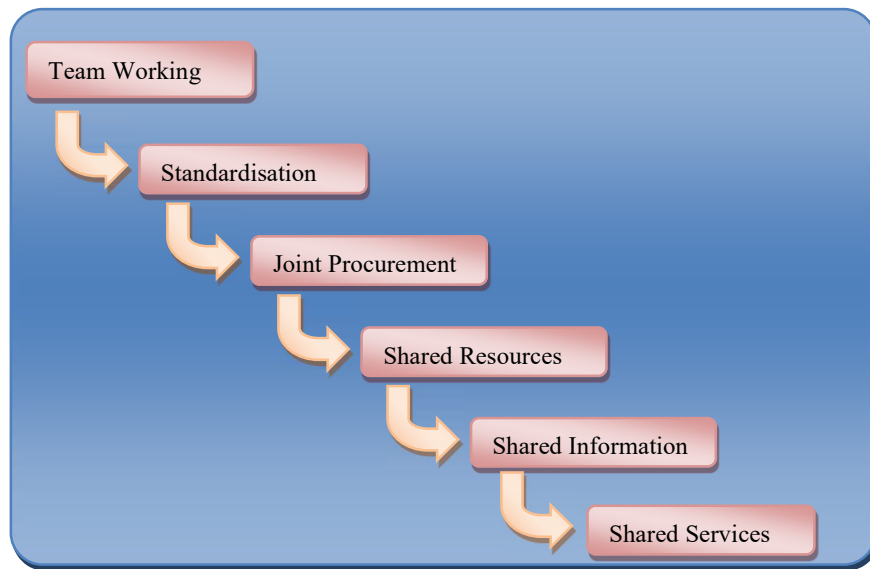 Team Working
Standardisation
Joint Procurement
Shared Resources
Shared Information
Shared Services